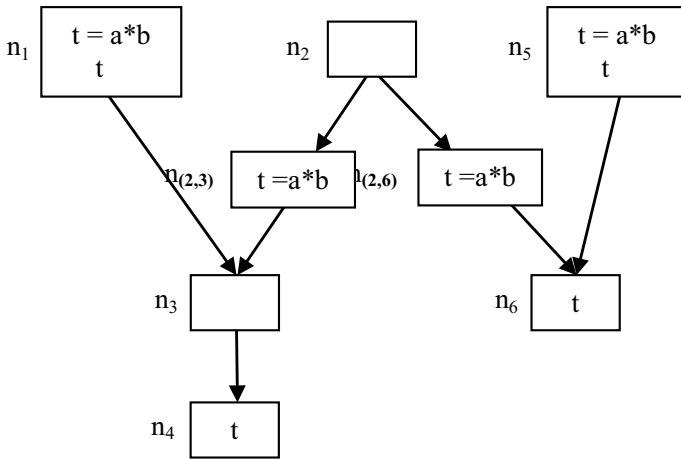 n₁
t = a*b
t
n₂
n₅
t = a*b
t
n(2,3)
t =a*b
n(2,6)
t =a*b
n₃
n₆
t
n₄
t